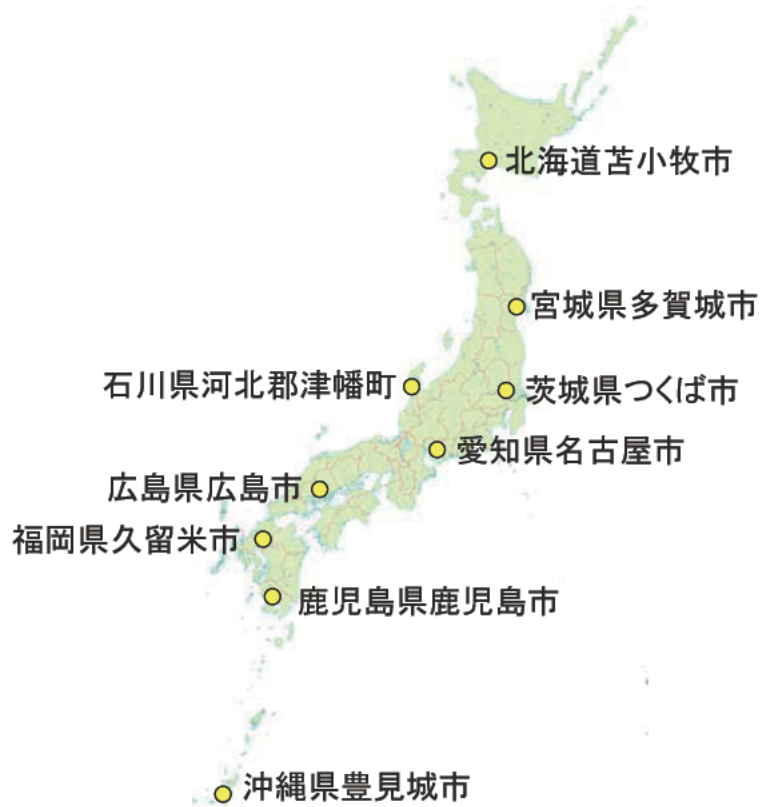 北海道苫小牧市
宮城県多賀城市
石川県河北郡津幡町
茨城県つくば市
愛知県名古屋市
広島県広島市
福岡県久留米市
鹿児島県鹿児島市
沖縄県豊見城市